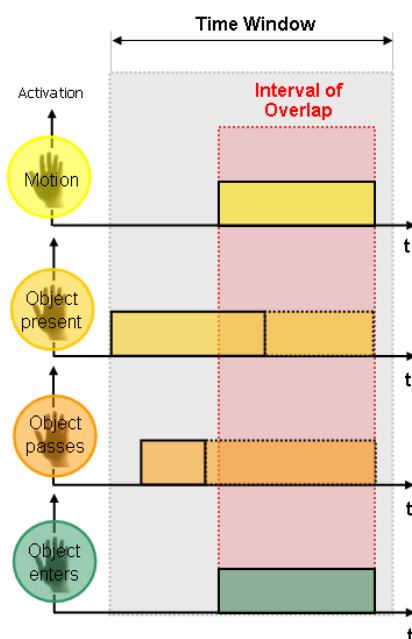 Time Window
Activation
Interval of
Overlap
Motion
t
Object
present
t
Object
passes
t
Object
enters
t